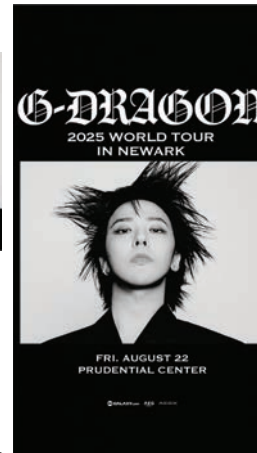 G-DRAGON
2025 WORLD TOUR
IN NEWARK
FRI. AUGUST 22
PRUDENTIAL CENTER